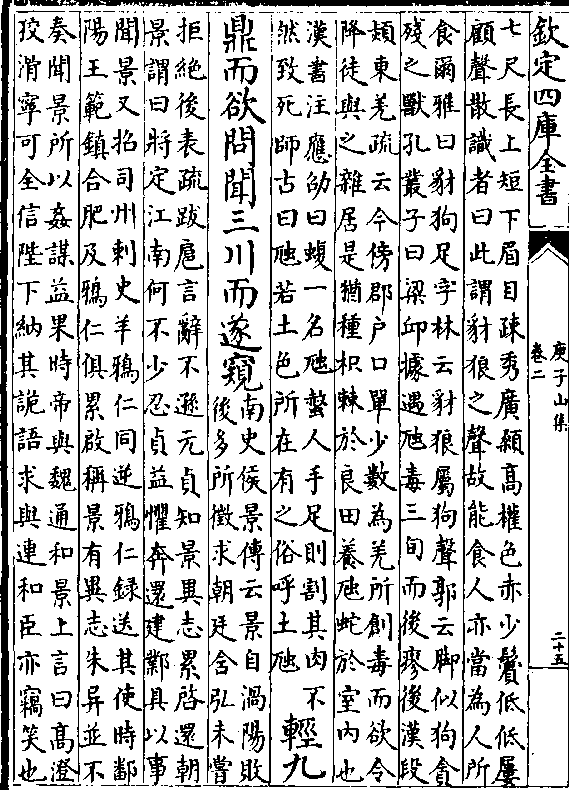 欽定四庫全書
庾子山集
卷二
二十五
七尺長上短下眉目疎秀廣顙高權色赤少鬢低低屢
顧聲散識者曰此謂豺狼之聲故能食人亦當為人所
食爾雅曰豺狗足字林云豺狼屬狗聲郭云脚似狗貪
殘之獸孔叢子曰梁邱據遇虺毒三旬而後瘳後漢段
熲東羌疏云今傍郡户口單少數為羌所創毒而欲令
降徒與之雜居是猶種枳棘於良田養虺蛇於室内也
漢書注應劭曰蝮一名虺螫人手足則割其肉不
然致死師古曰虺若土色所在有之俗呼土虺
輕九
鼎而欲問聞三川而遂窺
南史侯景傳云景自渦陽敗
後多所徵求朝廷含弘未嘗
拒絶後表疏跋扈言辭不遜元貞知景異志累啓還朝
景謂曰將定江南何不少忍貞益懼奔還建鄴具以事
聞景又招司州刺史羊鴉仁同逆鴉仁録送其使時鄱
陽王範鎮合肥及鴉仁俱累啟稱景有異志朱异並不
奏聞景所以姦謀益果時帝與魏通和景上言曰高澄
狡猾寧可全信陛下納其詭語求與連和臣亦竊笑也